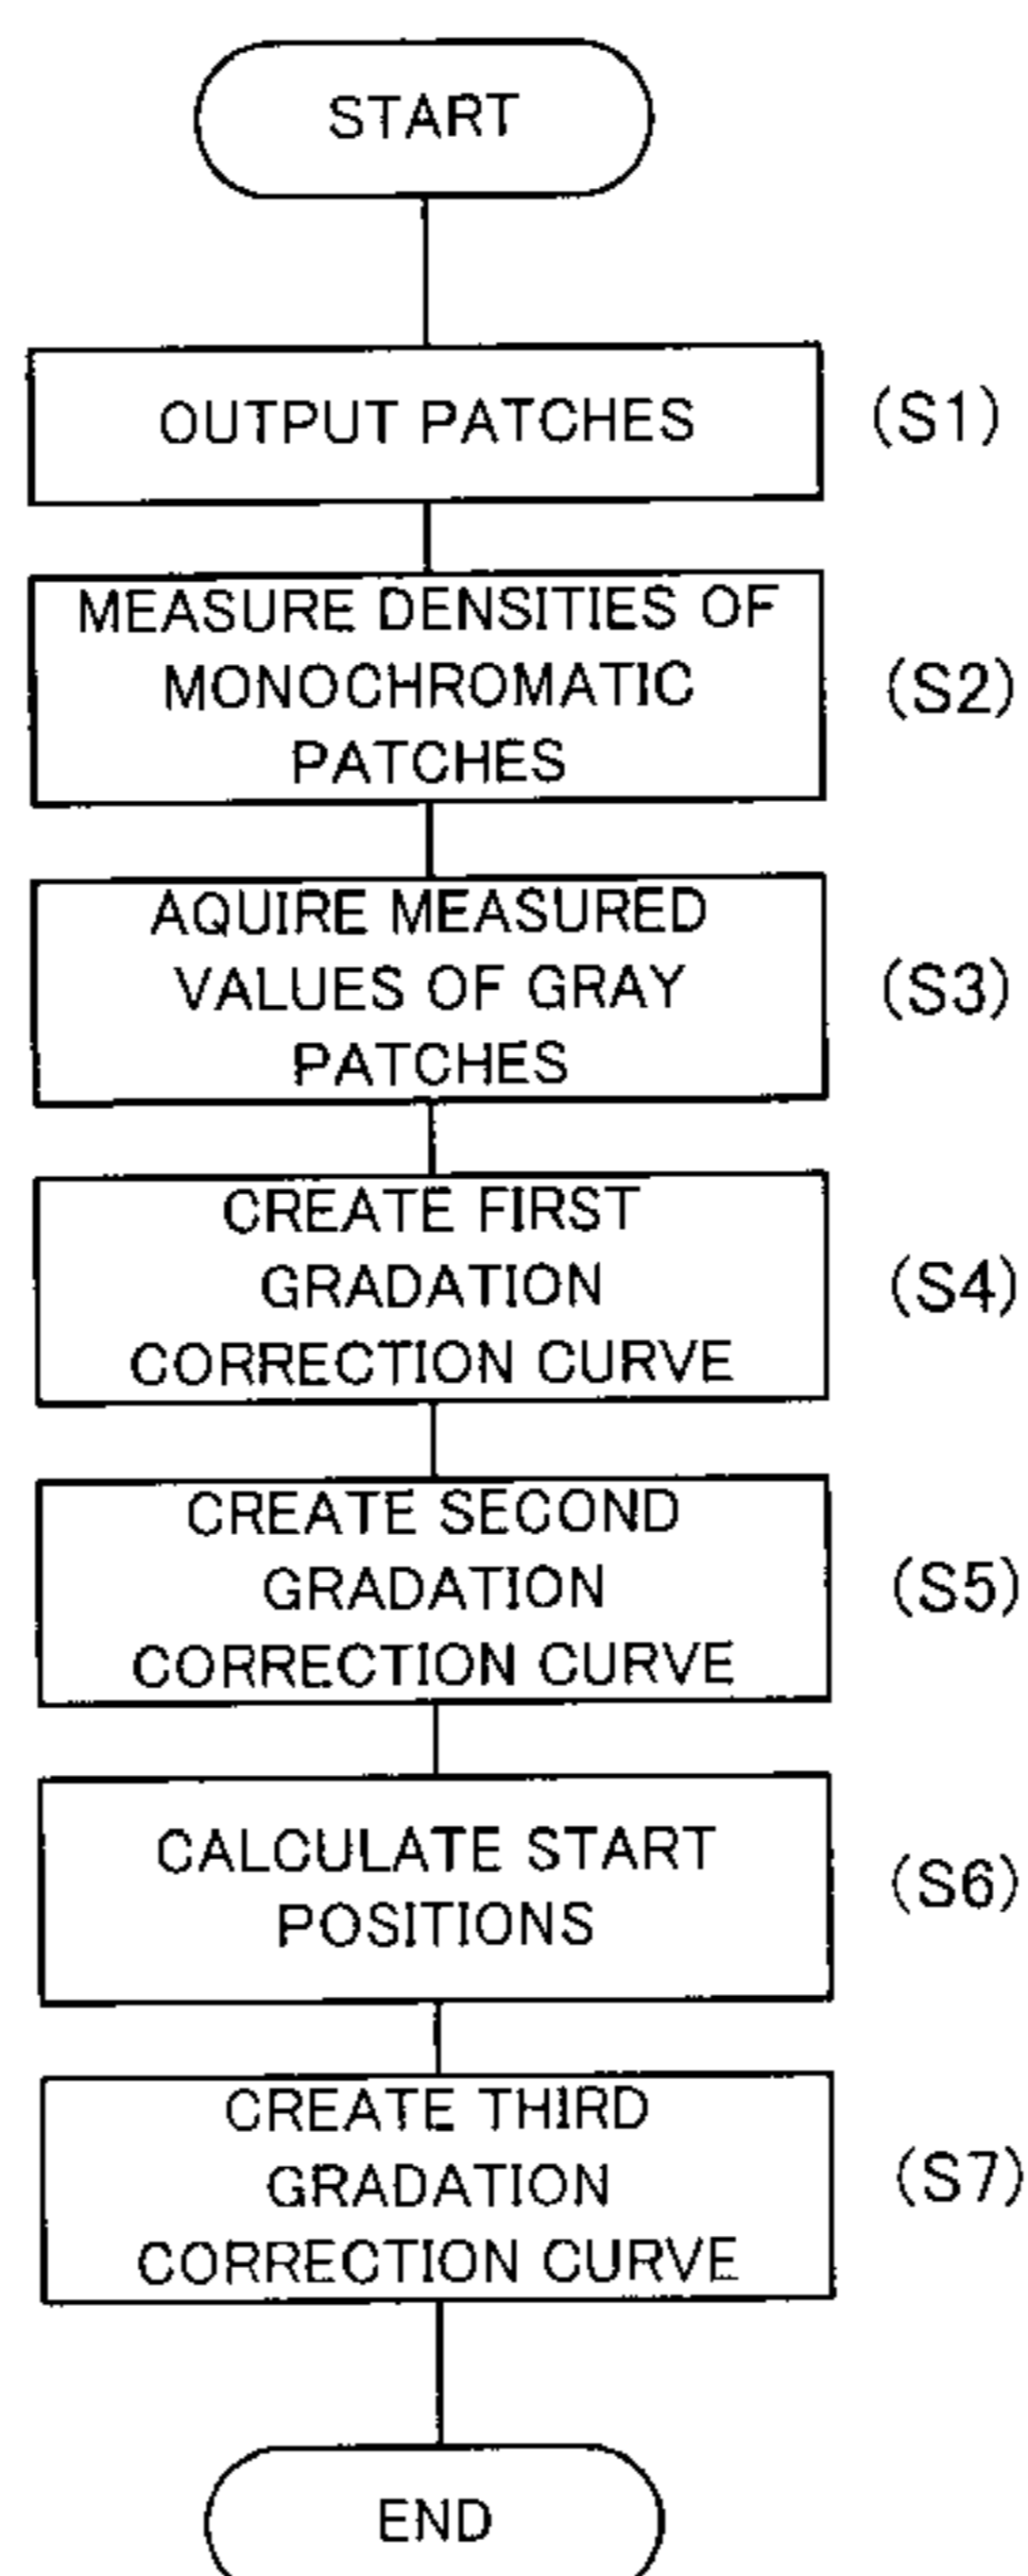 START
OUTPUT PATCHES
(S1)
MEASURE DENSITIES OF
MONOCHROMATIC
PATCHES
(S2)
AQUIRE MEASURED
VALUES OF GRAY
PATCHES
(S3)
CREATE FIRST
GRADATION
CORRECTION CURVE
(S4)
CREATE SECOND
GRADATION
CORRECTION CURVE
(S5)
CALCULATE START
POSITIONS
(S6)
CREATE THIRD
GRADATION
CORRECTION CURVE
(S7)
END